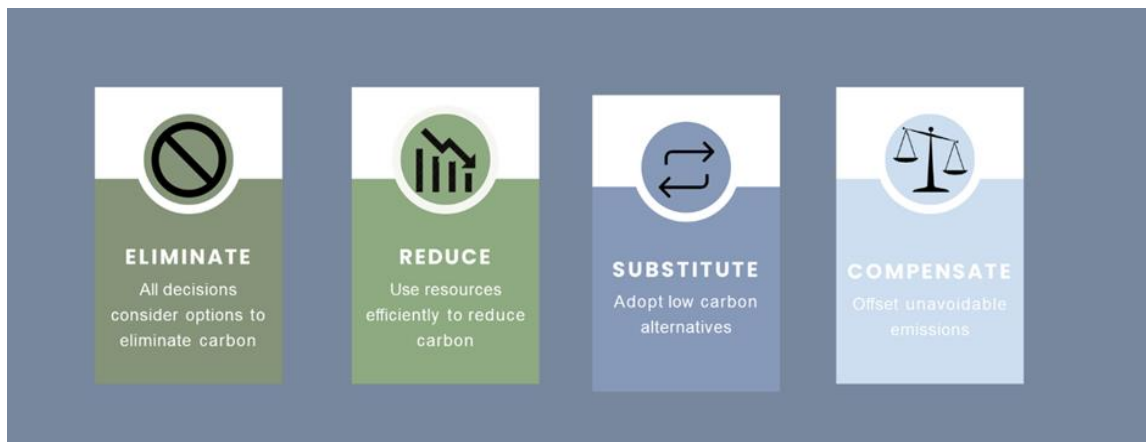 ELIMINATE
All decisions
consider options to
eliminate carbon
REDUCE
Use resources
efficiently to reduce
carbon
SUBSTITUTE
Adopt low carbon
alternatives
COMPENSATE
Offset unavoidable
emissions